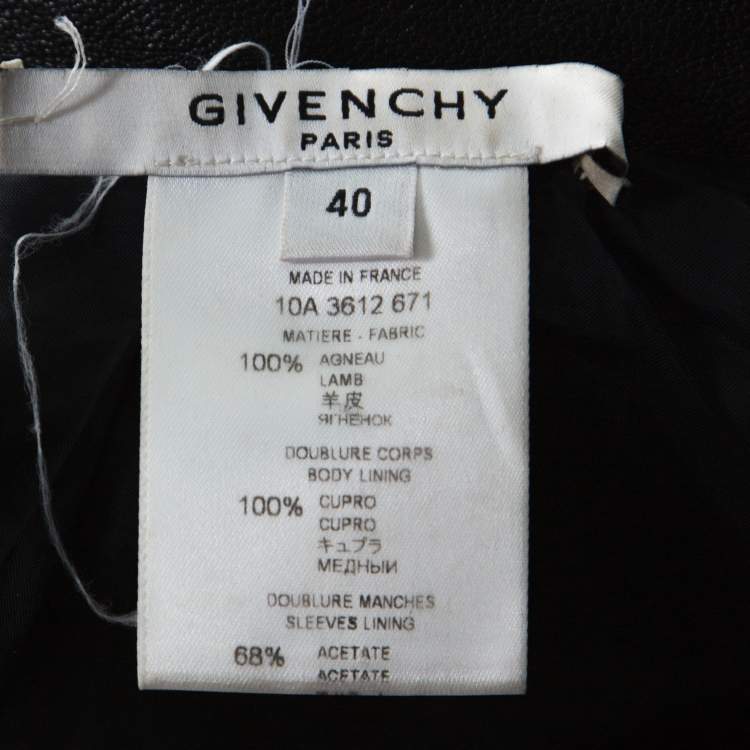 GIVENCHY
PARIS
40
MADE IN FRANCE
10A 3612 671
MATIERE - FABRIC
100% AGNEAU
LAMB
羊皮
ЯГНЕНОК
DOUBLURE CORPS
BODY LINING
100% CUPRO
CUPRO
キュプラ
МЕДНЫЙ
DOUBLURE MANCHES
SLEEVES LINING
68% ACETATE
ACETATE